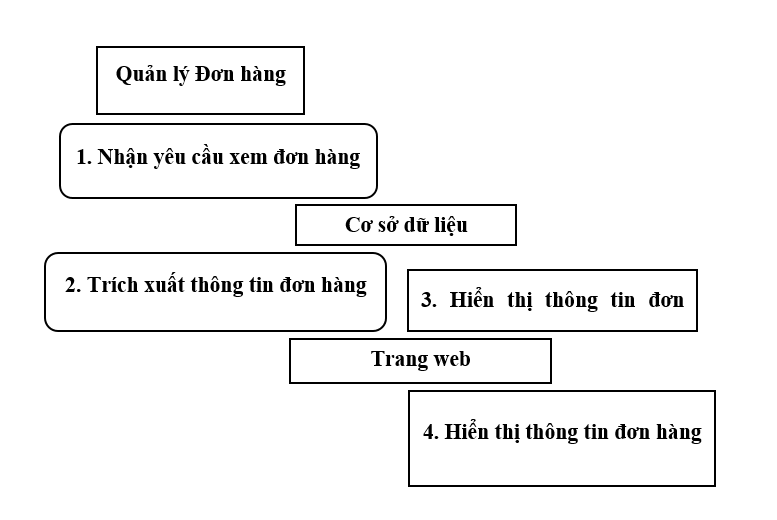 Quản lý Đơn hàng
1. Nhận yêu cầu xem đơn hàng
Cơ sở dữ liệu
2. Trích xuất thông tin đơn hàng
3. Hiển thị thông tin đơn
Trang web
4. Hiển thị thông tin đơn hàng